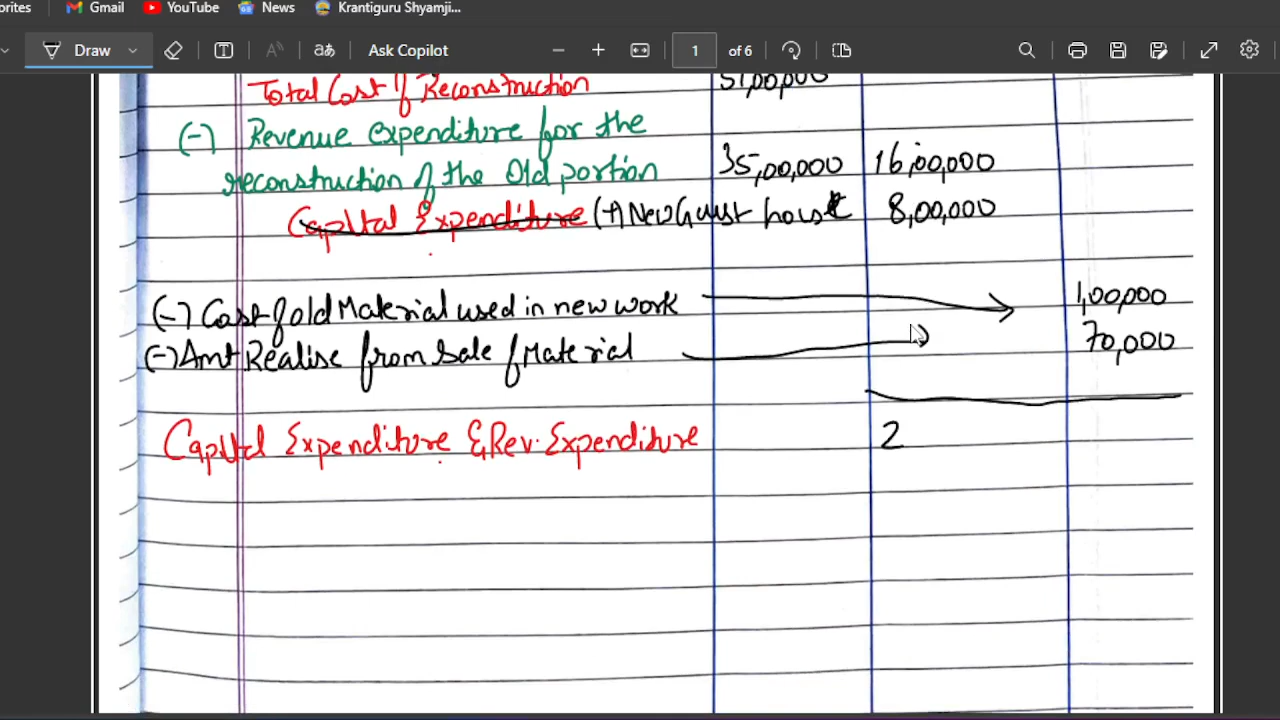 orites Gmail YouTube News Krantiguru Shyamji...
Draw Ask Copilot 1 of 6
Total Cost of Reconstruction 51,00,000
(-) Revenue expenditure for the
reconstruction of the Old portion 35,00,000 16,00,000
Capital Expenditure (+) New Guest house 8,00,000
(-) Cost of old Material used in new work 1,00,000
(-) Amt Realise from Sale of Material 70,000
Capital Expenditure & Rev. Expenditure 2